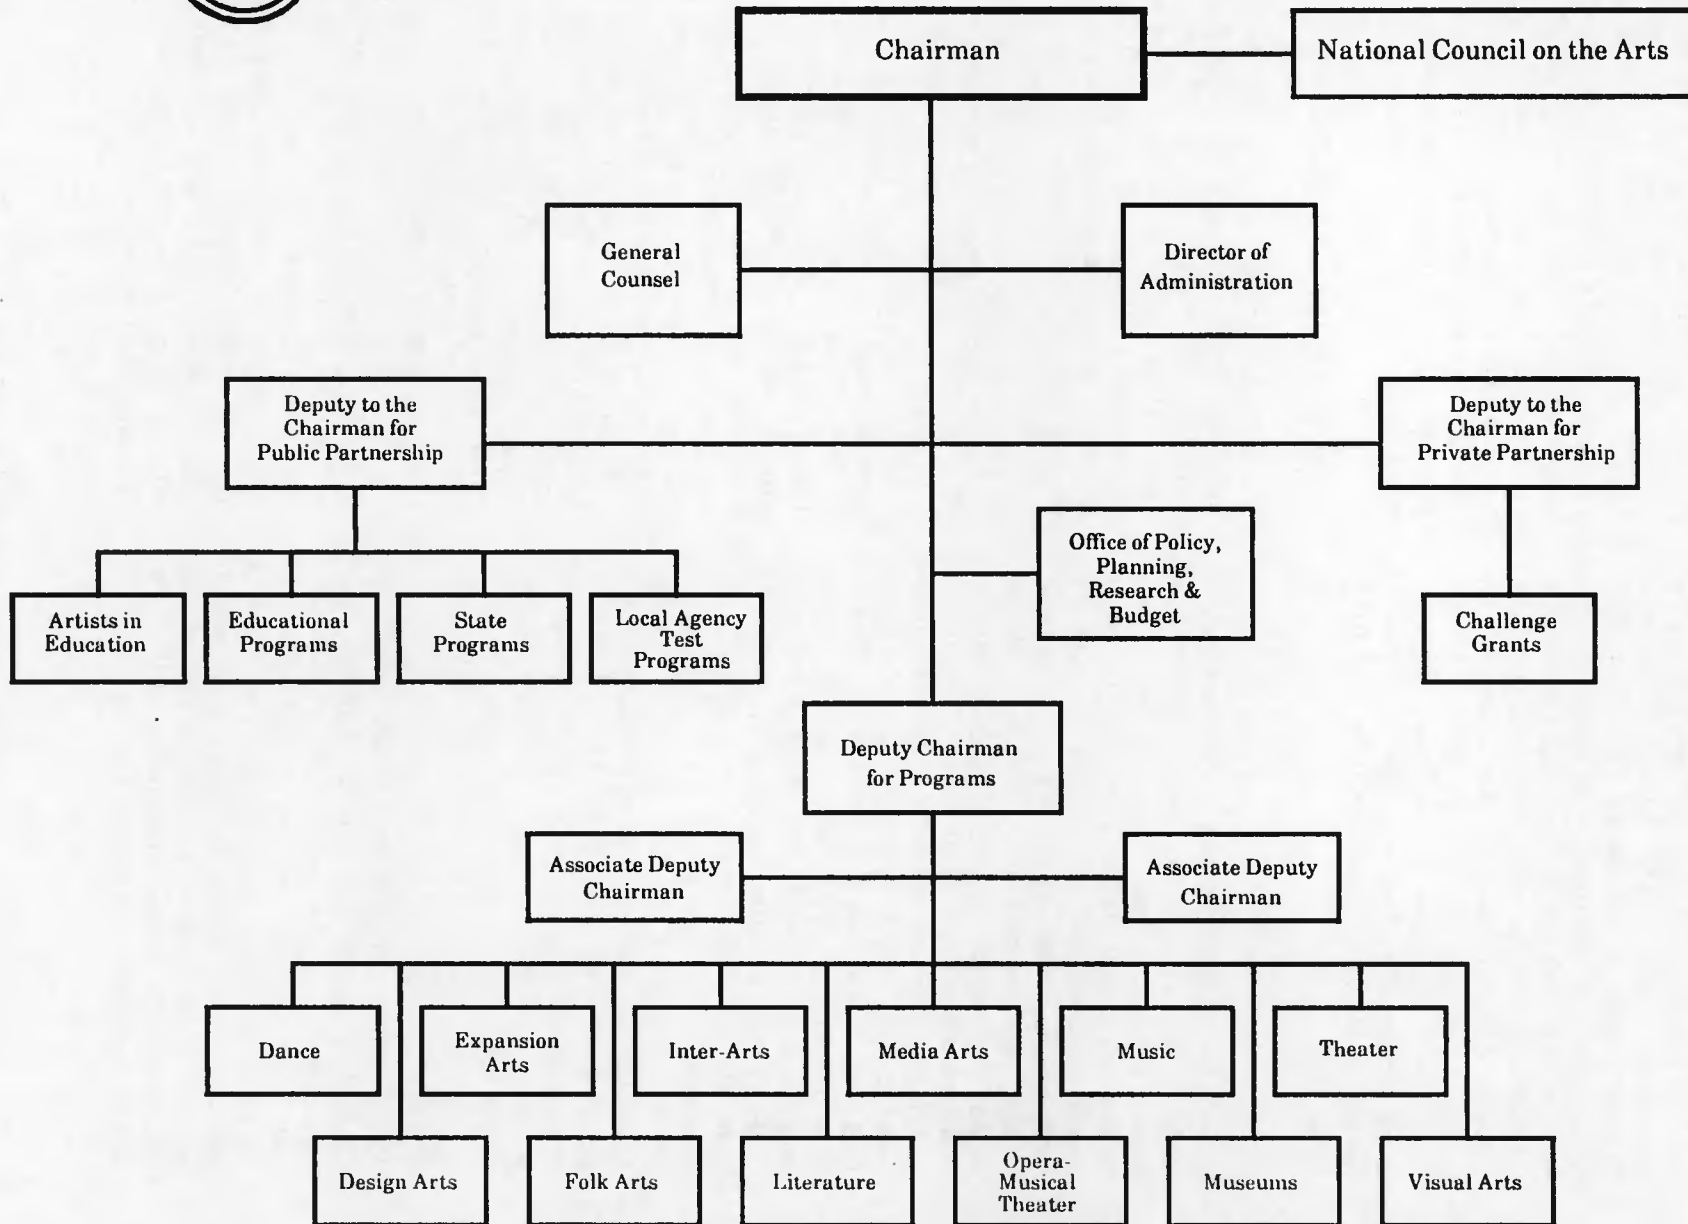 Chairman
National Council on the Arts
General
Counsel
Director of
Administration
Deputy to the
Chairman for
Public Partnership
Deputy to the
Chairman for
Private Partnership
Office of Policy,
Planning,
Research &
Budget
Artists in
Education
Educational
Programs
State
Programs
Local Agency
Test
Programs
Challenge
Grants
Deputy Chairman
for Programs
Associate Deputy
Chairman
Associate Deputy
Chairman
Dance
Expansion
Arts
Inter-Arts
Media Arts
Music
Theater
Design Arts
Folk Arts
Literature
Opera-
Musical
Theater
Museums
Visual Arts